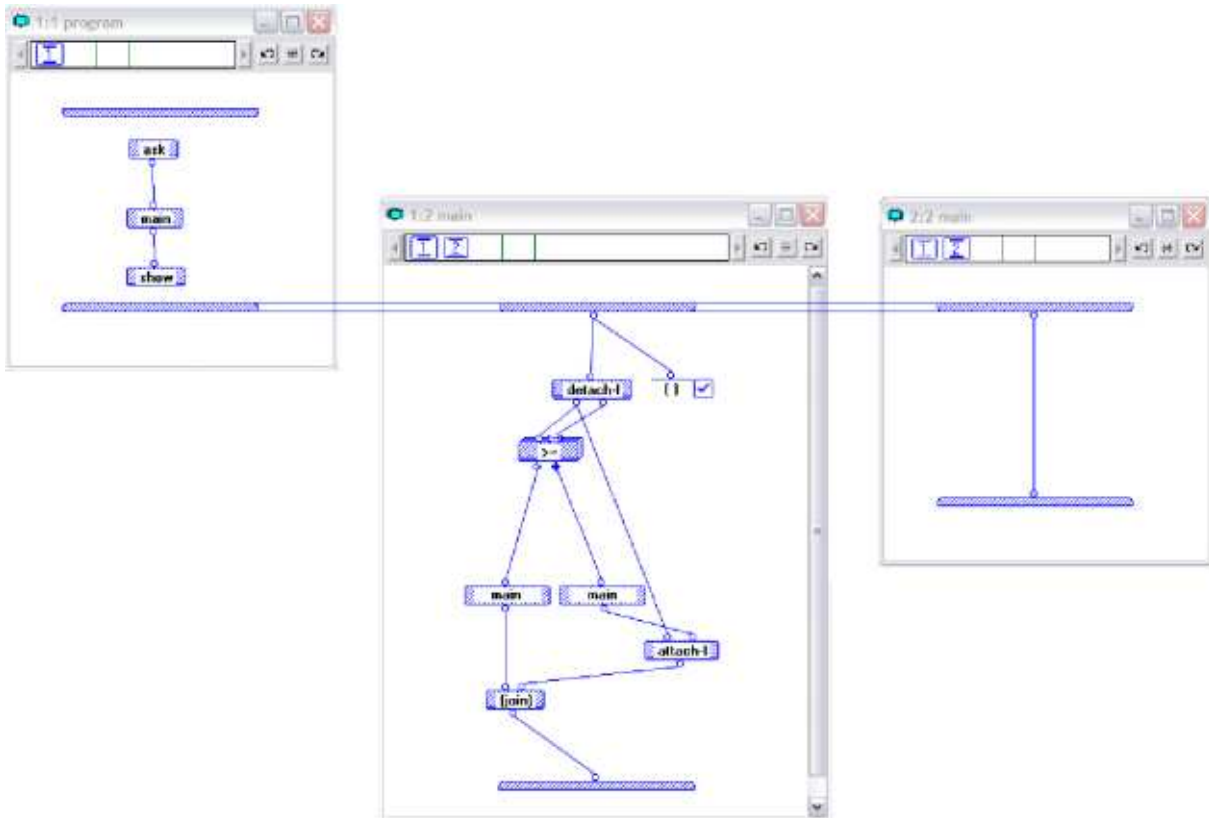 1:1 program
ask
main
show
1:2 main
detach-l
( )
>=
main
main
attach-l
(join)
2:2 main